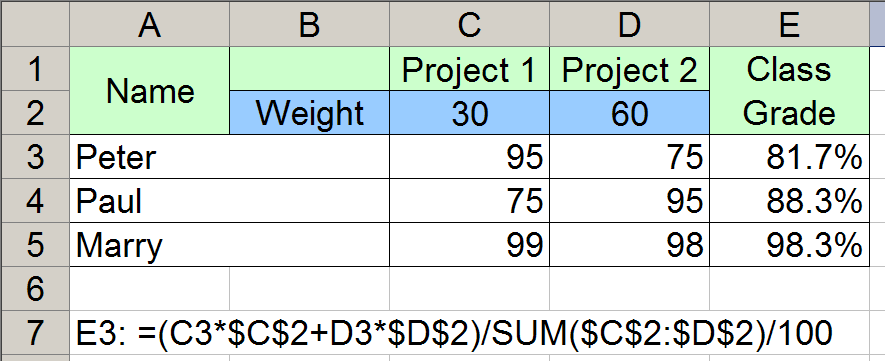 A B C D E
1 Project 1 Project 2 Class
Name
2 Weight 30 60 Grade
3 Peter 95 75 81.7%
4 Paul 75 95 88.3%
5 Marry 99 98 98.3%
6
7 E3: =(C3*$C$2+D3*$D$2)/SUM($C$2:$D$2)/100